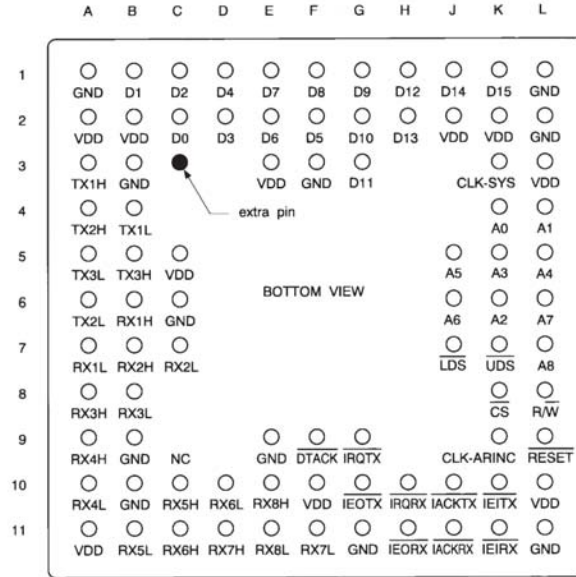 A B C D E F G H J K L
1
GND D1 D2 D4 D7 D8 D9 D12 D14 D15 GND
2
VDD VDD D0 D3 D6 D5 D10 D13 VDD VDD GND
3
TX1H GND VDD GND D11 CLK-SYS VDD
extra pin
4
TX2H TX1L A0 A1
5
TX3L TX3H VDD A5 A3 A4
BOTTOM VIEW
6
TX2L RX1H GND A6 A2 A7
7
RX1L RX2H RX2L LDS UDS A8
8
RX3H RX3L CS R/W
9
RX4H GND NC GND DTACK IRQTX CLK-ARINC RESET
10
RX4L GND RX5H RX6L RX8H VDD IEOTX IRQRX IACKTX IEITX VDD
11
VDD RX5L RX6H RX7H RX8L RX7L GND IEORX IACKRX IEIRX GND